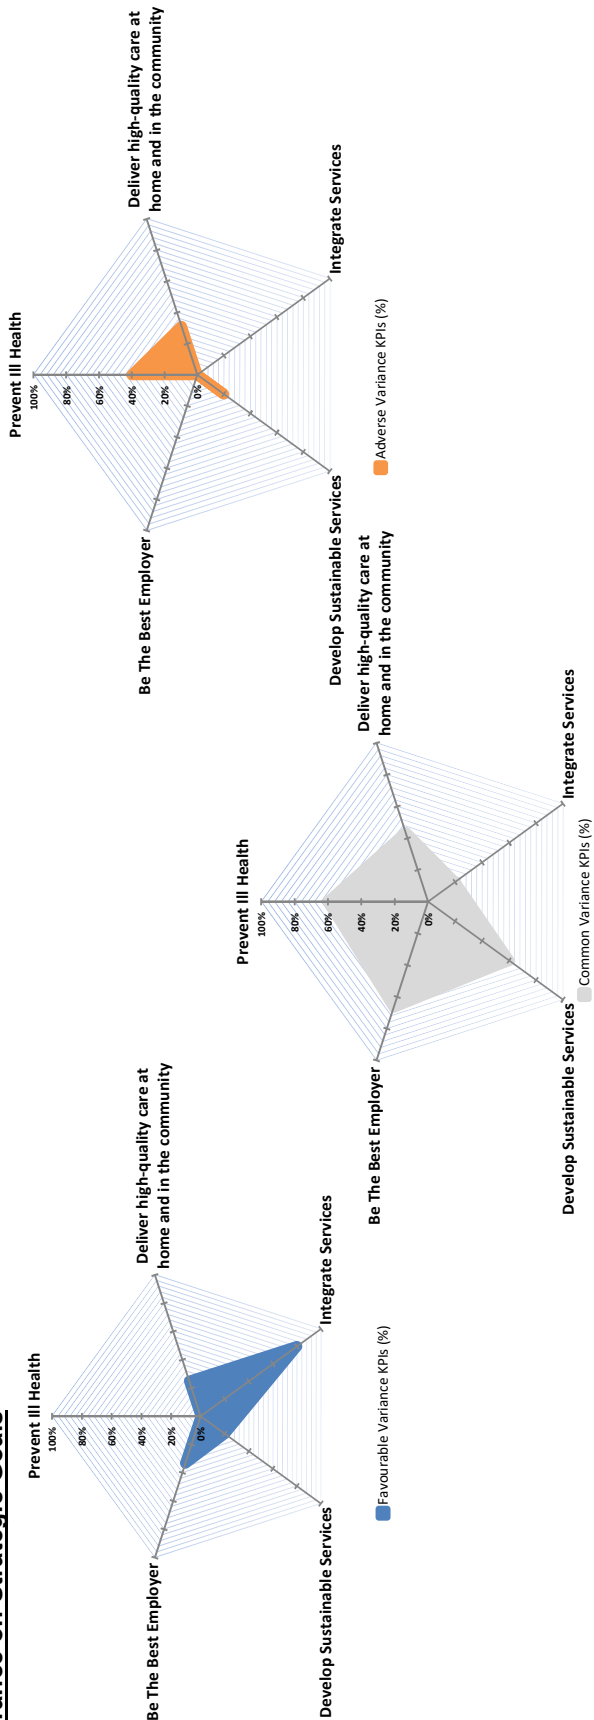 on Strategic Goals
Prevent Ill Health
100%
80%
60%
40%
20%
0%
Deliver high-quality care at
home and in the community
Integrate Services
Develop Sustainable Services
Be The Best Employer
Favourable Variance KPIs (%)
Prevent Ill Health
100%
80%
60%
40%
20%
0%
Deliver high-quality care at
home and in the community
Integrate Services
Develop Sustainable Services
Be The Best Employer
Common Variance KPIs (%)
Prevent Ill Health
100%
80%
60%
40%
20%
0%
Deliver high-quality care at
home and in the community
Integrate Services
Develop Sustainable Services
Be The Best Employer
Adverse Variance KPIs (%)